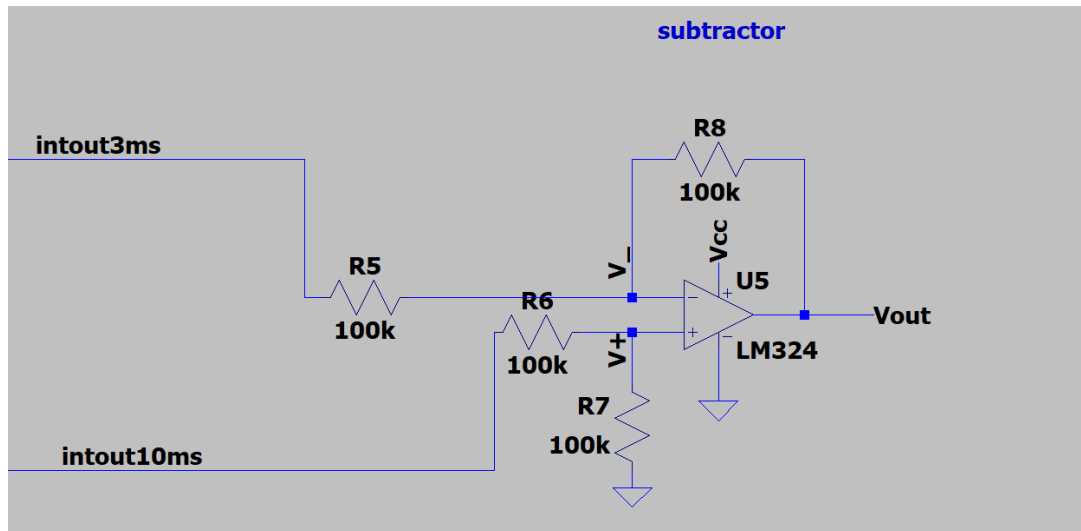 subtractor
intout3ms
R8
100k
Vcc
V_
U5
R5
100k
R6
100k
V+
Vout
LM324
R7
100k
intout10ms